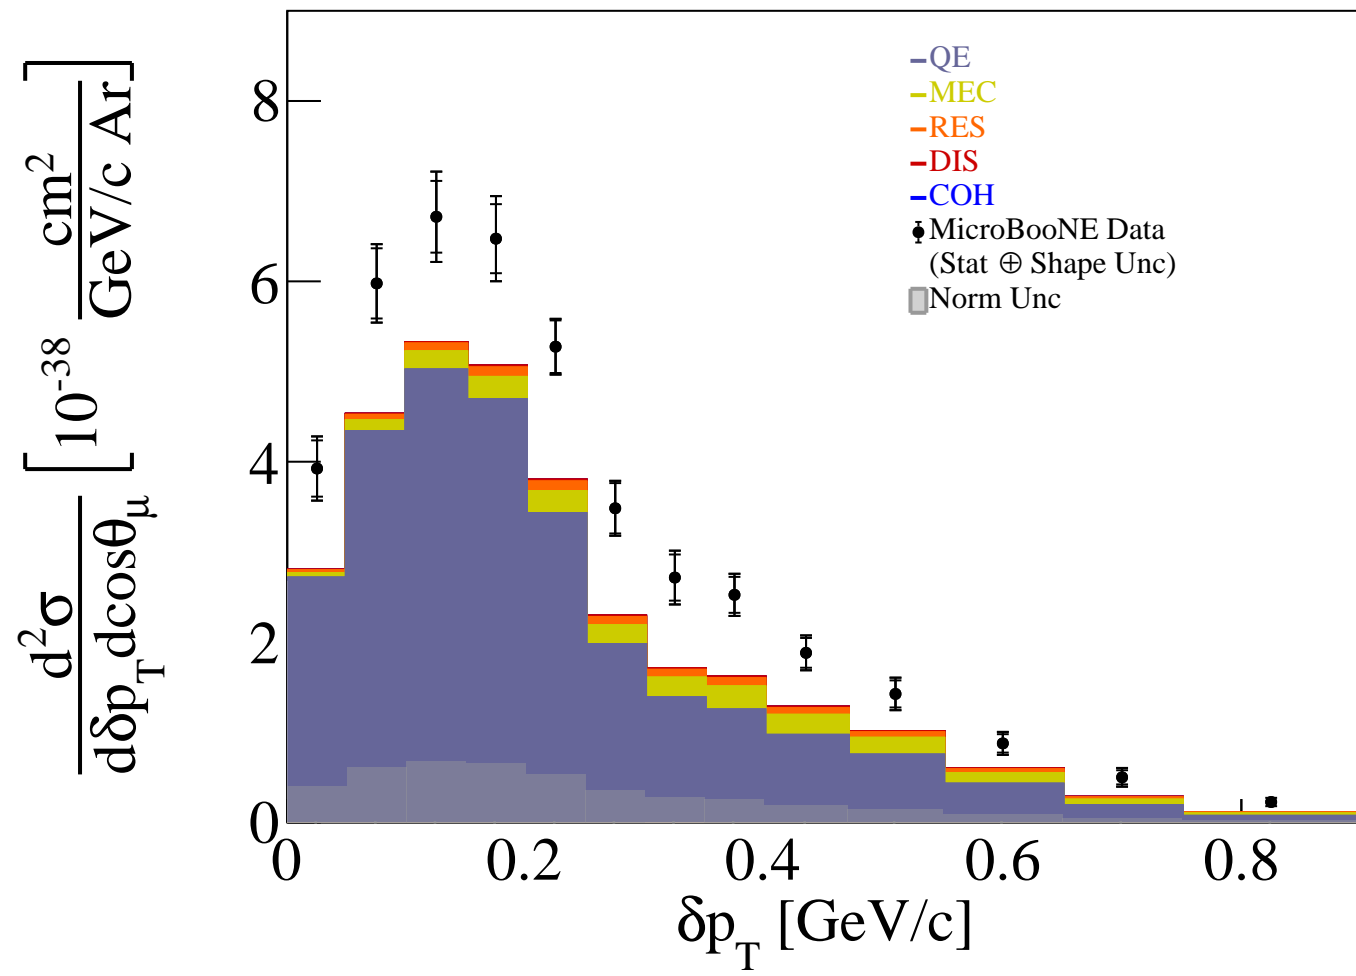 d²σ
dδp_T dcosθ_μ
[10⁻³⁸ cm² / GeV/c Ar]
8
6
4
2
0
QE
MEC
RES
DIS
COH
MicroBooNE Data
(Stat ⊕ Shape Unc)
Norm Unc
0 0.2 0.4 0.6 0.8
δp_T [GeV/c]